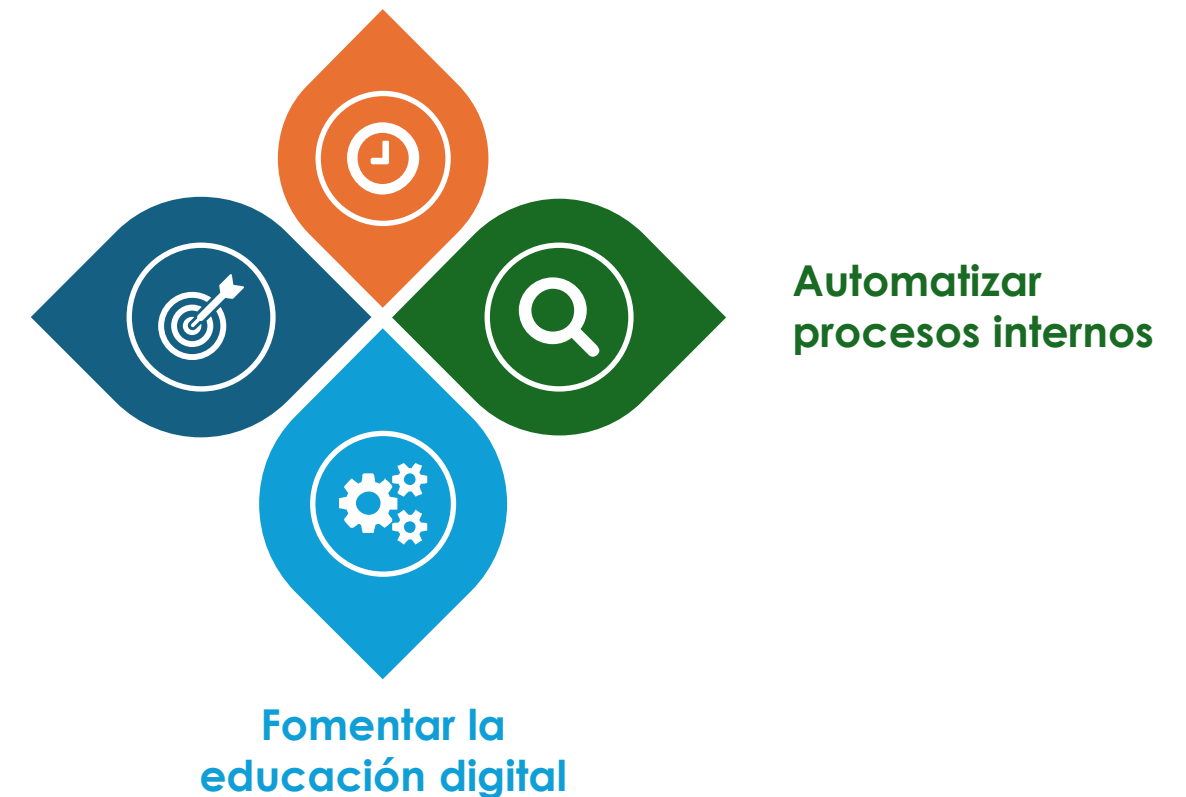 Automatizar
procesos internos
Fomentar la
educación digital